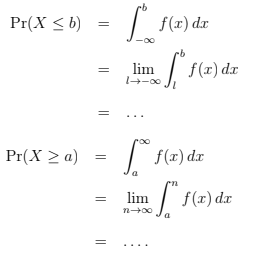 Pr(X ≤ b) = ∫_{-∞}^{b} f(x) dx
= lim_{l→-∞} ∫_{l}^{b} f(x) dx
= ...
Pr(X ≥ a) = ∫_{a}^{∞} f(x) dx
= lim_{n→∞} ∫_{a}^{n} f(x) dx
= ....